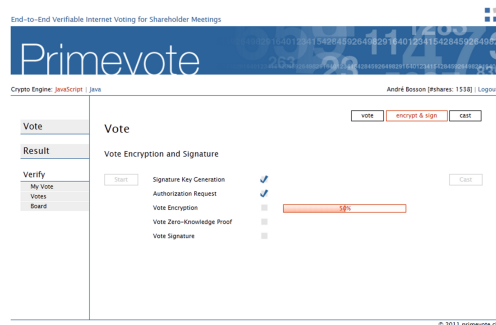 End-to-End Verifiable Internet Voting for Shareholder Meetings
Primevote
Crypto Engine: JavaScript | Java
André Bosson [#shares: 1538] | Logout
vote encrypt & sign cast
Vote
Result
Verify
My Vote
Votes
Board
Vote
Vote Encryption and Signature
Start Signature Key Generation Cast
Authorization Request
Vote Encryption 50%
Vote Zero-Knowledge Proof
Vote Signature